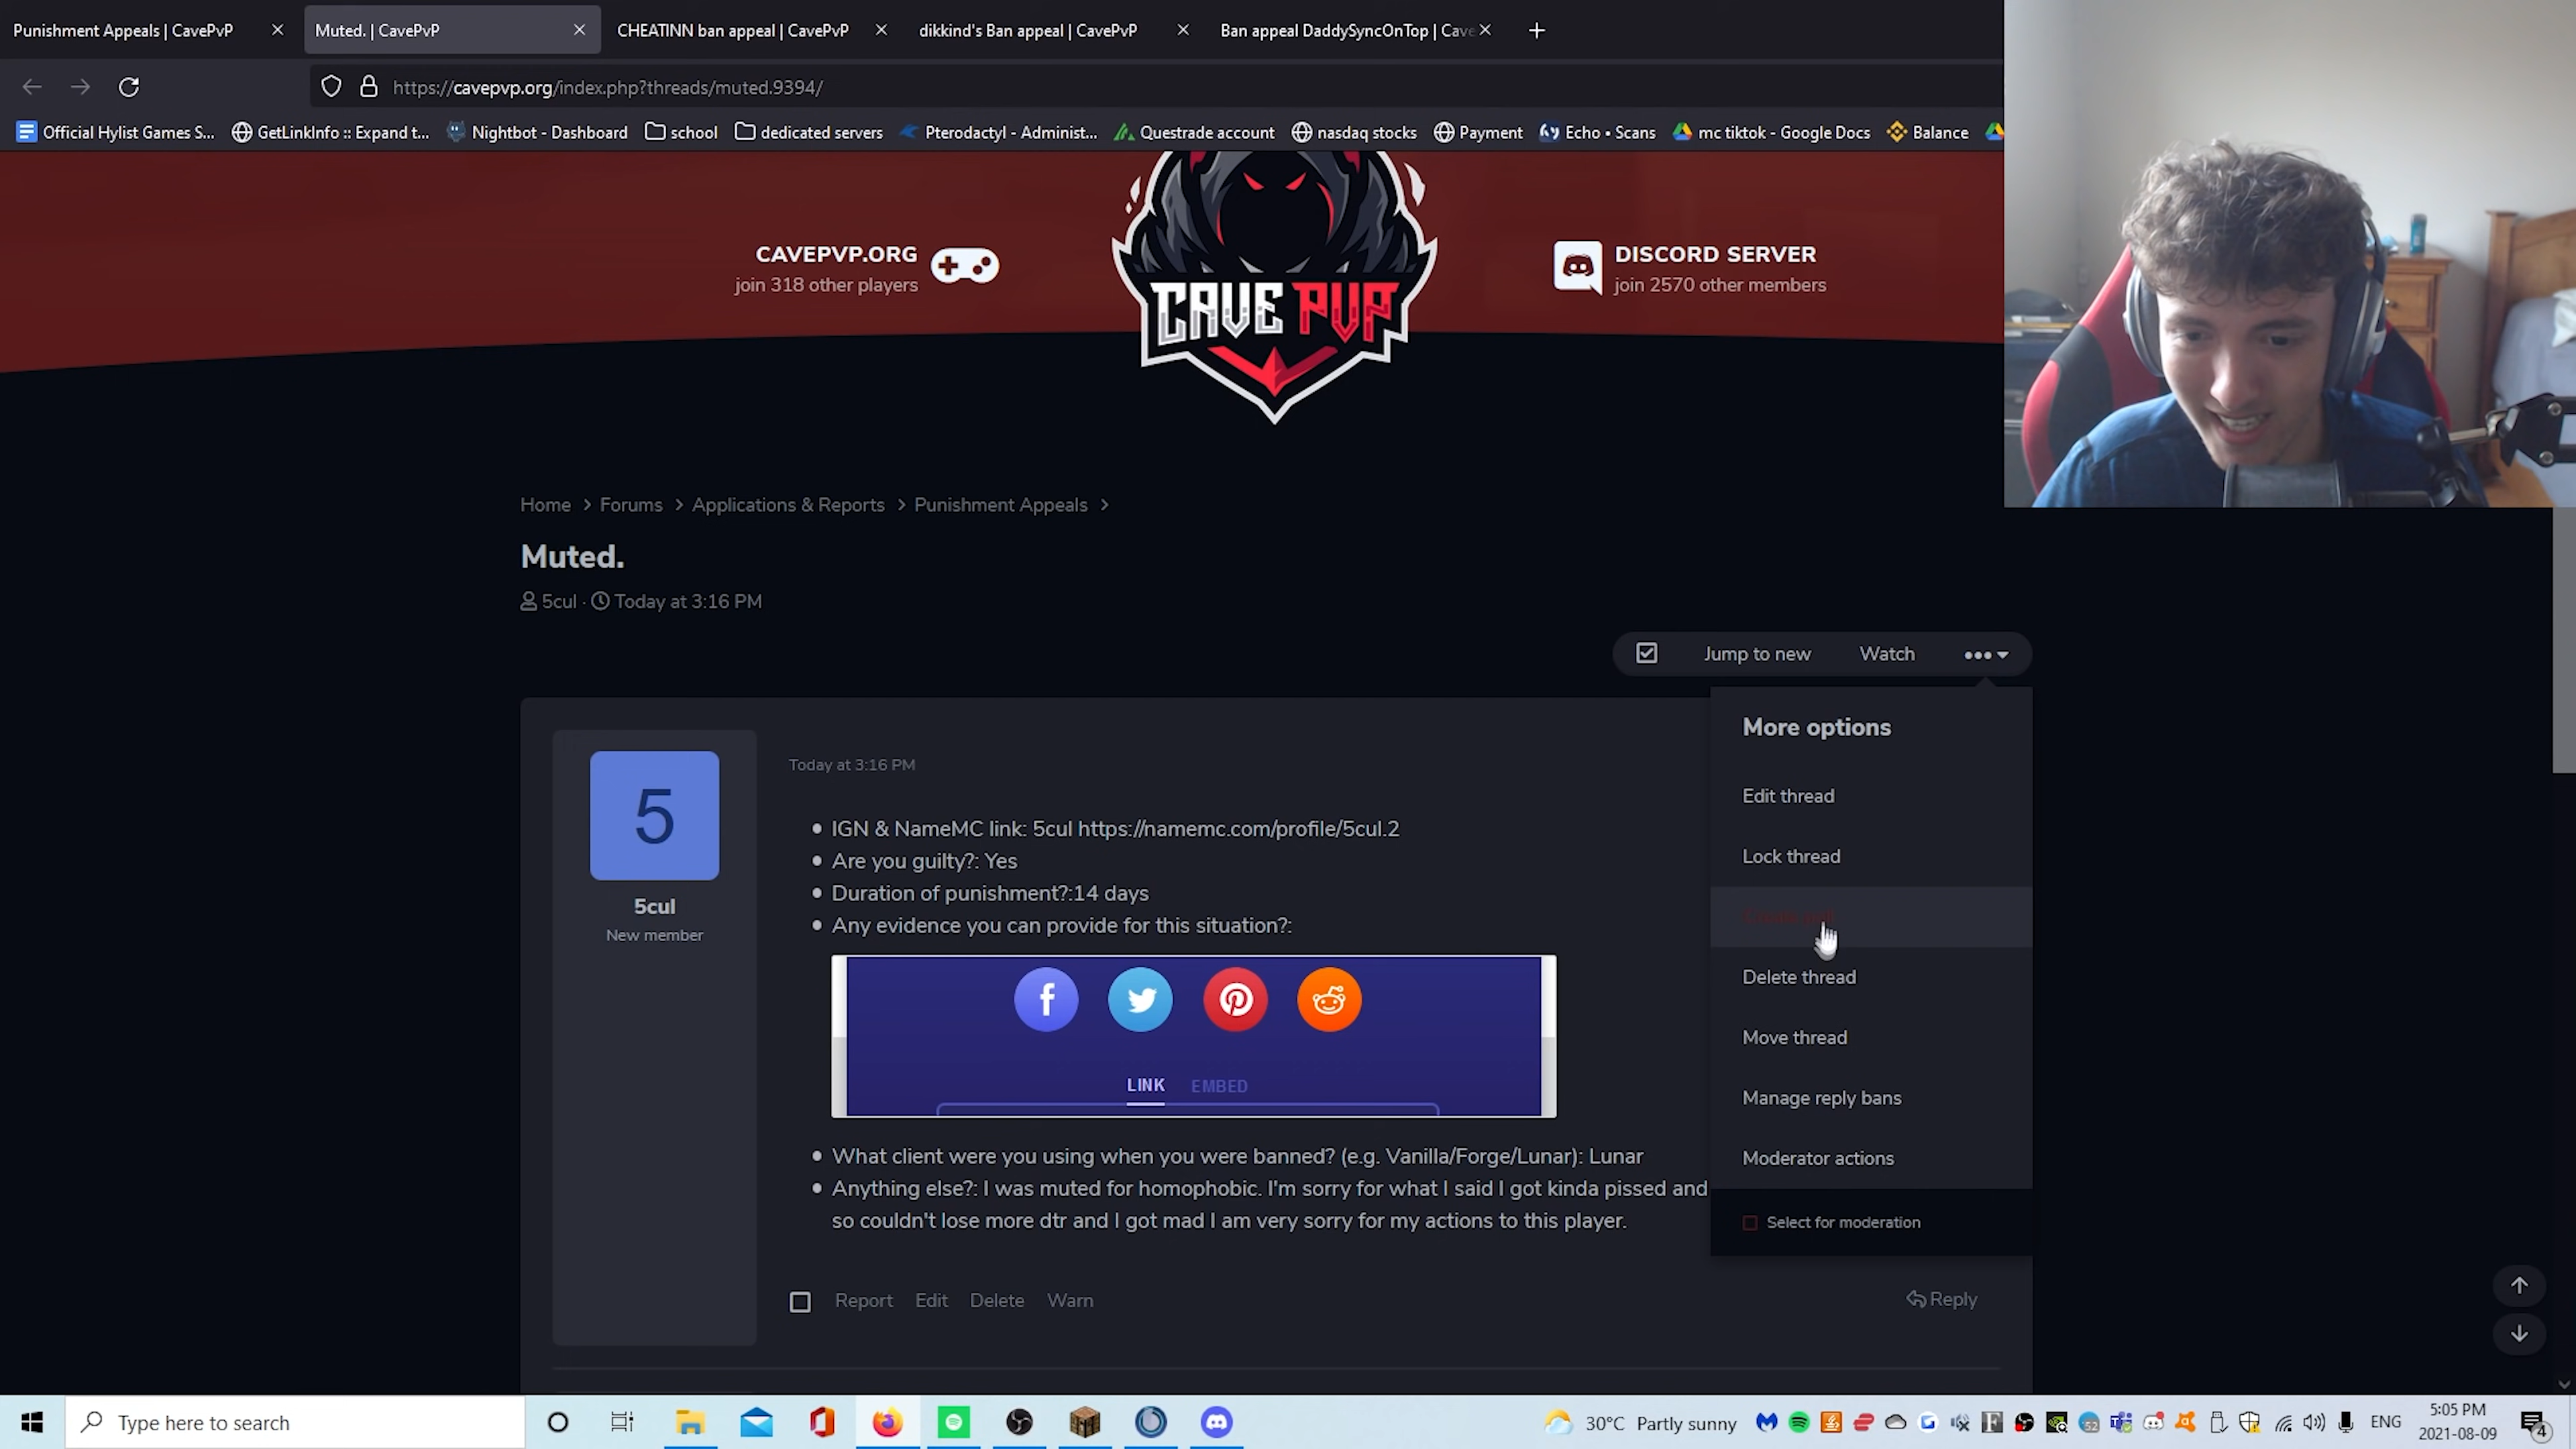 Punishment Appeals | CavePvP
Muted. | CavePvP
CHEATINN ban appeal | CavePvP
dikkind's Ban appeal | CavePvP
Ban appeal DaddySyncOnTop | Cave
https://cavepvp.org/index.php?threads/muted.9394/
Official Hylist Games S...
GetLinkInfo :: Expand t...
Nightbot - Dashboard
school
dedicated servers
Pterodactyl - Administ...
Questrade account
nasdaq stocks
Payment
Echo • Scans
mc tiktok - Google Docs
Balance
CAVEPVP.ORG
join 318 other players
CAVE PVP
DISCORD SERVER
join 2570 other members
Home > Forums > Applications & Reports > Punishment Appeals >
Muted.
5cul · Today at 3:16 PM
Jump to new
Watch
More options
Edit thread
Lock thread
Delete thread
Move thread
Manage reply bans
Moderator actions
Select for moderation
5
5cul
New member
Today at 3:16 PM
• IGN & NameMC link: 5cul https://namemc.com/profile/5cul.2
• Are you guilty?: Yes
• Duration of punishment?:14 days
• Any evidence you can provide for this situation?:
LINK EMBED
• What client were you using when you were banned? (e.g. Vanilla/Forge/Lunar): Lunar
• Anything else?: I was muted for homophobic. I'm sorry for what I said I got kinda pissed and
so couldn't lose more dtr and I got mad I am very sorry for my actions to this player.
Report Edit Delete Warn
Reply
Type here to search
30°C Partly sunny
ENG
5:05 PM
2021-08-09
4